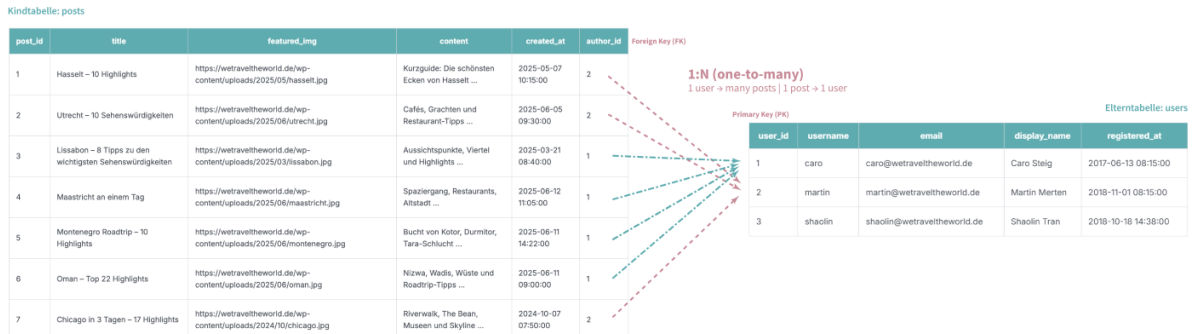 Kindtabelle: posts
post_id title featured_img content created_at author_id
Foreign Key (FK)
1 Hasselt – 10 Highlights https://wetraveltheworld.de/wp-content/uploads/2025/05/hasselt.jpg Kurzguide: Die schönsten Ecken von Hasselt ... 2025-05-07 10:15:00 2
2 Utrecht – 10 Sehenswürdigkeiten https://wetraveltheworld.de/wp-content/uploads/2025/06/utrecht.jpg Cafés, Grachten und Restaurant-Tipps ... 2025-06-05 09:30:00 2
3 Lissabon – 8 Tipps zu den wichtigsten Sehenswürdigkeiten https://wetraveltheworld.de/wp-content/uploads/2025/03/lissabon.jpg Aussichtspunkte, Viertel und Highlights ... 2025-03-21 08:40:00 1
4 Maastricht an einem Tag https://wetraveltheworld.de/wp-content/uploads/2025/06/maastricht.jpg Spaziergang, Restaurants, Altstadt ... 2025-06-12 11:05:00 1
5 Montenegro Roadtrip – 10 Highlights https://wetraveltheworld.de/wp-content/uploads/2025/06/montenegro.jpg Bucht von Kotor, Durmitor, Tara-Schlucht ... 2025-06-11 14:22:00 1
6 Oman – Top 22 Highlights https://wetraveltheworld.de/wp-content/uploads/2025/06/oman.jpg Nizwa, Wadis, Wüste und Roadtrip-Tipps ... 2025-06-11 09:00:00 1
7 Chicago in 3 Tagen – 17 Highlights https://wetraveltheworld.de/wp-content/uploads/2024/10/chicago.jpg Riverwalk, The Bean, Museen und Skyline ... 2024-10-07 07:50:00 2
1:N (one-to-many)
1 user → many posts | 1 post → 1 user
Elterntabelle: users
Primary Key (PK)
user_id username email display_name registered_at
1 caro caro@wetraveltheworld.de Caro Steig 2017-06-13 08:15:00
2 martin martin@wetraveltheworld.de Martin Merten 2018-11-01 08:15:00
3 shaolin shaolin@wetraveltheworld.de Shaolin Tran 2018-10-18 14:38:00